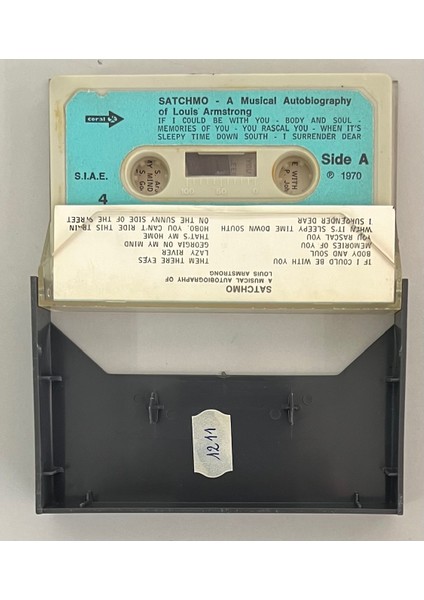 SATCHMO - A Musical Autobiography
of Louis Armstrong
IF I COULD BE WITH YOU - BODY AND SOUL -
MEMORIES OF YOU - YOU RASCAL YOU - WHEN IT'S
SLEEPY TIME DOWN SOUTH - I SURRENDER DEAR
coral
S.I.A.E.
4
Side A
℗ 1970
SATCHMO
A MUSICAL AUTOBIOGRAPHY OF
LOUIS ARMSTRONG
IF I COULD BE WITH YOU
BODY AND SOUL
MEMORIES OF YOU
YOU RASCAL YOU
WHEN IT'S SLEEPY TIME DOWN SOUTH
I SURRENDER DEAR
THEM THERE EYES
LAZY RIVER
GEORGIA ON MY MIND
THAT'S MY HOME
HOBO, YOU CAN'T RIDE THIS TRAIN
ON THE SUNNY SIDE OF THE STREET
1211